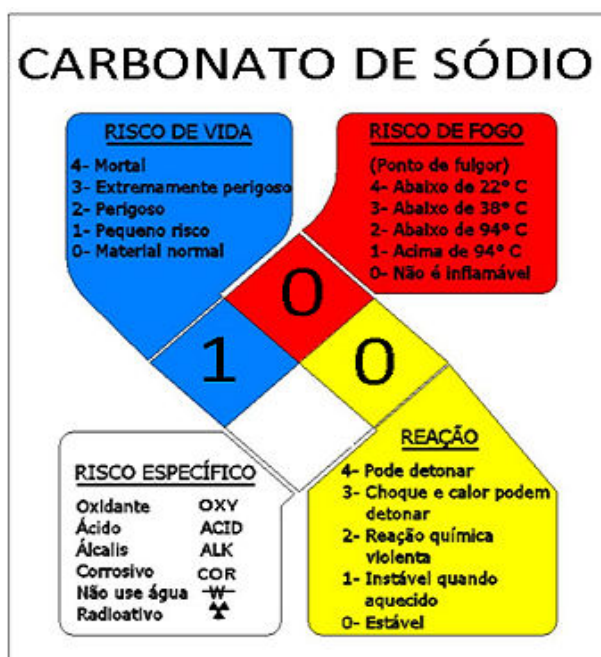 CARBONATO DE SÓDIO
RISCO DE VIDA
4- Mortal
3- Extremamente perigoso
2- Perigoso
1- Pequeno risco
0- Material normal
RISCO DE FOGO
(Ponto de fulgor)
4- Abaixo de 22° C
3- Abaixo de 38° C
2- Abaixo de 94° C
1- Acima de 94° C
0- Não é inflamável
0
1
0
RISCO ESPECÍFICO
Oxidante OXY
Ácido ACID
Álcalis ALK
Corrosivo COR
Não use água W
Radioativo
REAÇÃO
4- Pode detonar
3- Choque e calor podem
detonar
2- Reação química
violenta
1- Instável quando
aquecido
0- Estável